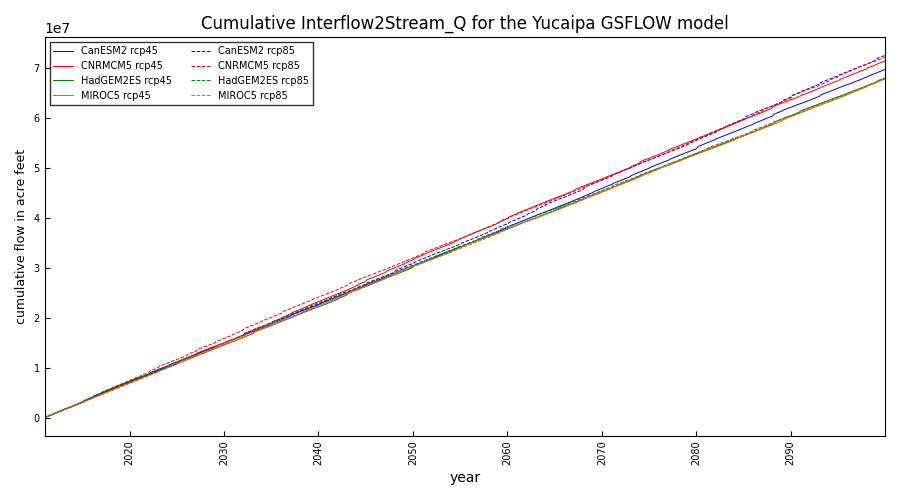 Cumulative Interflow2Stream_Q for the Yucaipa GSFLOW model
1e7
CanESM2 rcp45
CNRMCM5 rcp45
HadGEM2ES rcp45
MIROC5 rcp45
CanESM2 rcp85
CNRMCM5 rcp85
HadGEM2ES rcp85
MIROC5 rcp85
cumulative flow in acre feet
7
6
5
4
3
2
1
0
2020
2030
2040
2050
2060
2070
2080
2090
year